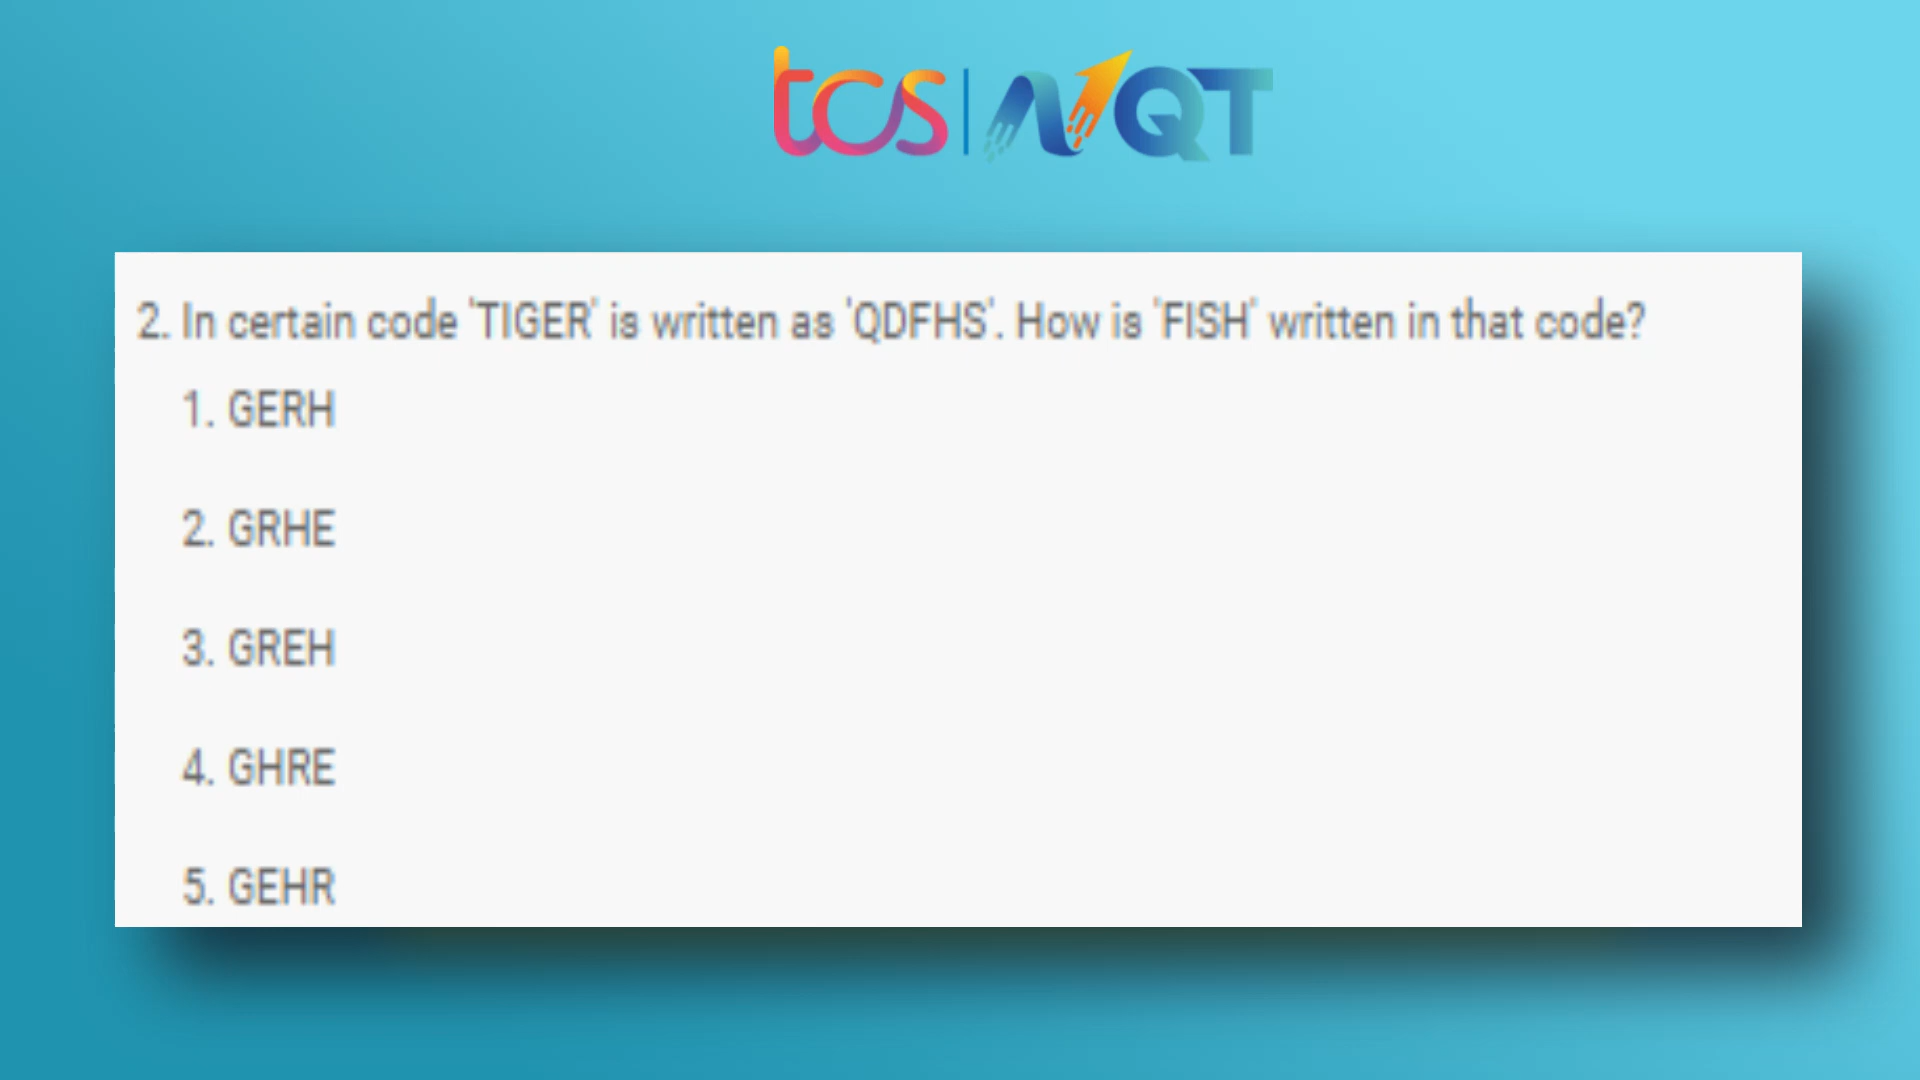 tcs | NQT
2. In certain code 'TIGER' is written as 'QDFHS'. How is 'FISH' written in that code?
1. GERH
2. GRHE
3. GREH
4. GHRE
5. GEHR